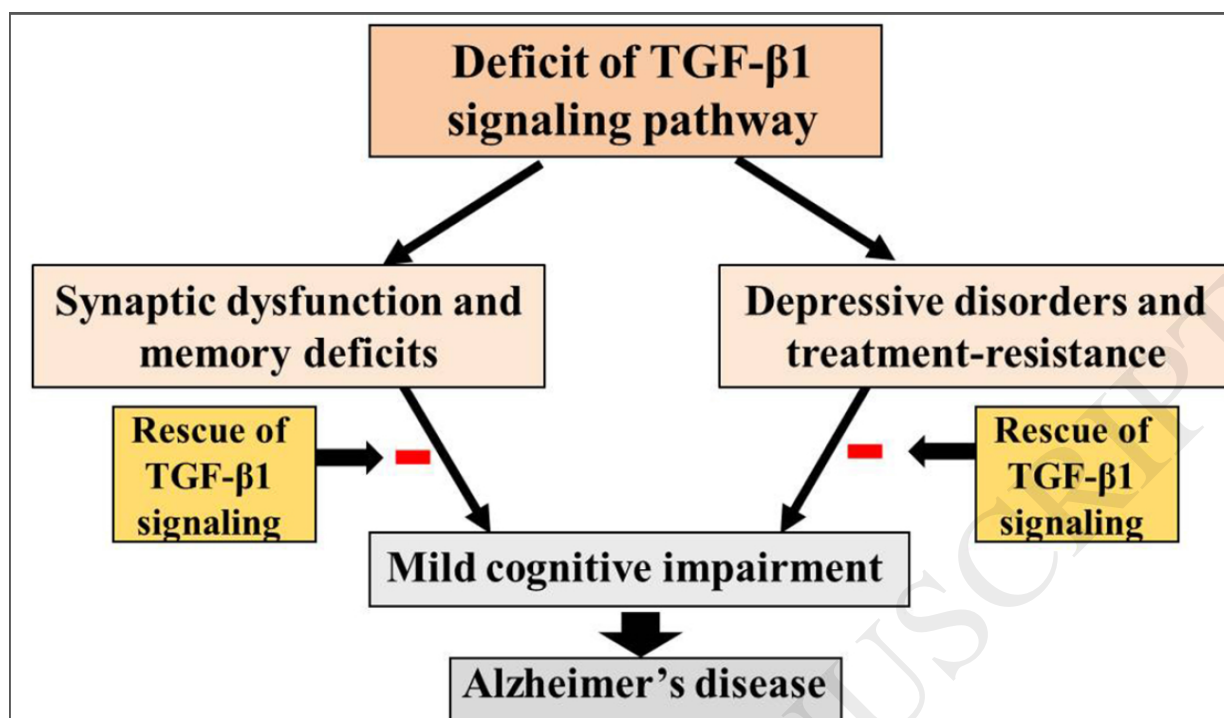 Deficit of TGF-β1
signaling pathway
Synaptic dysfunction and
memory deficits
Depressive disorders and
treatment-resistance
Rescue of
TGF-β1
signaling
Rescue of
TGF-β1
signaling
Mild cognitive impairment
Alzheimer’s disease
USCRIPT